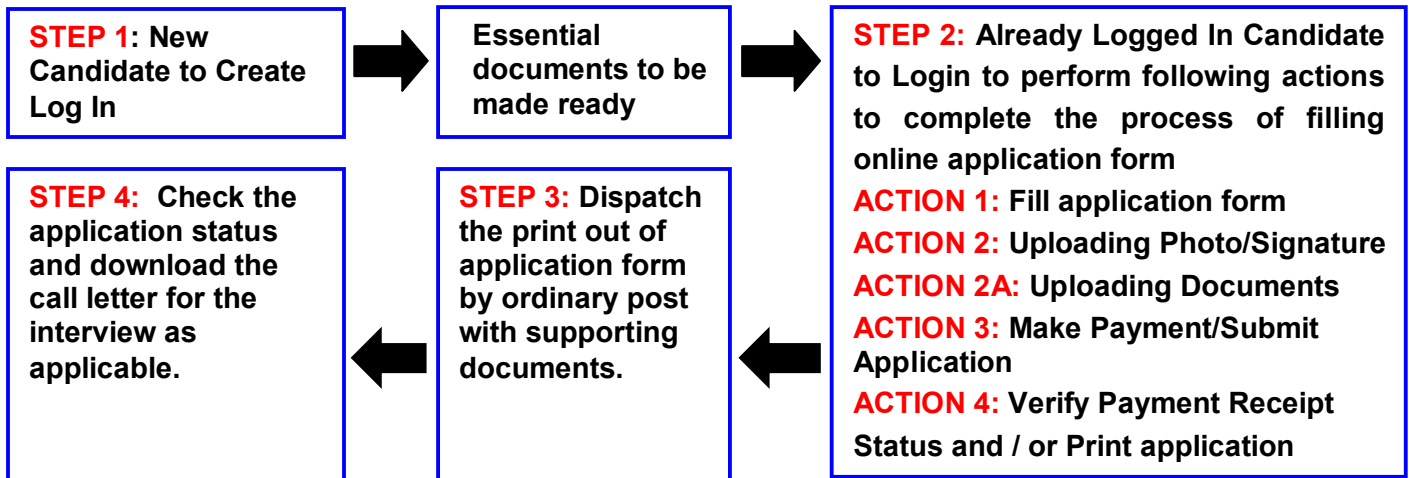 STEP 1: New
Candidate to Create
Log In
Essential
documents to be
made ready
STEP 2: Already Logged In Candidate
to Login to perform following actions
to complete the process of filling
online application form
ACTION 1: Fill application form
ACTION 2: Uploading Photo/Signature
ACTION 2A: Uploading Documents
ACTION 3: Make Payment/Submit
Application
ACTION 4: Verify Payment Receipt
Status and / or Print application
STEP 3: Dispatch
the print out of
application form
by ordinary post
with supporting
documents.
STEP 4: Check the
application status
and download the
call letter for the
interview as
applicable.